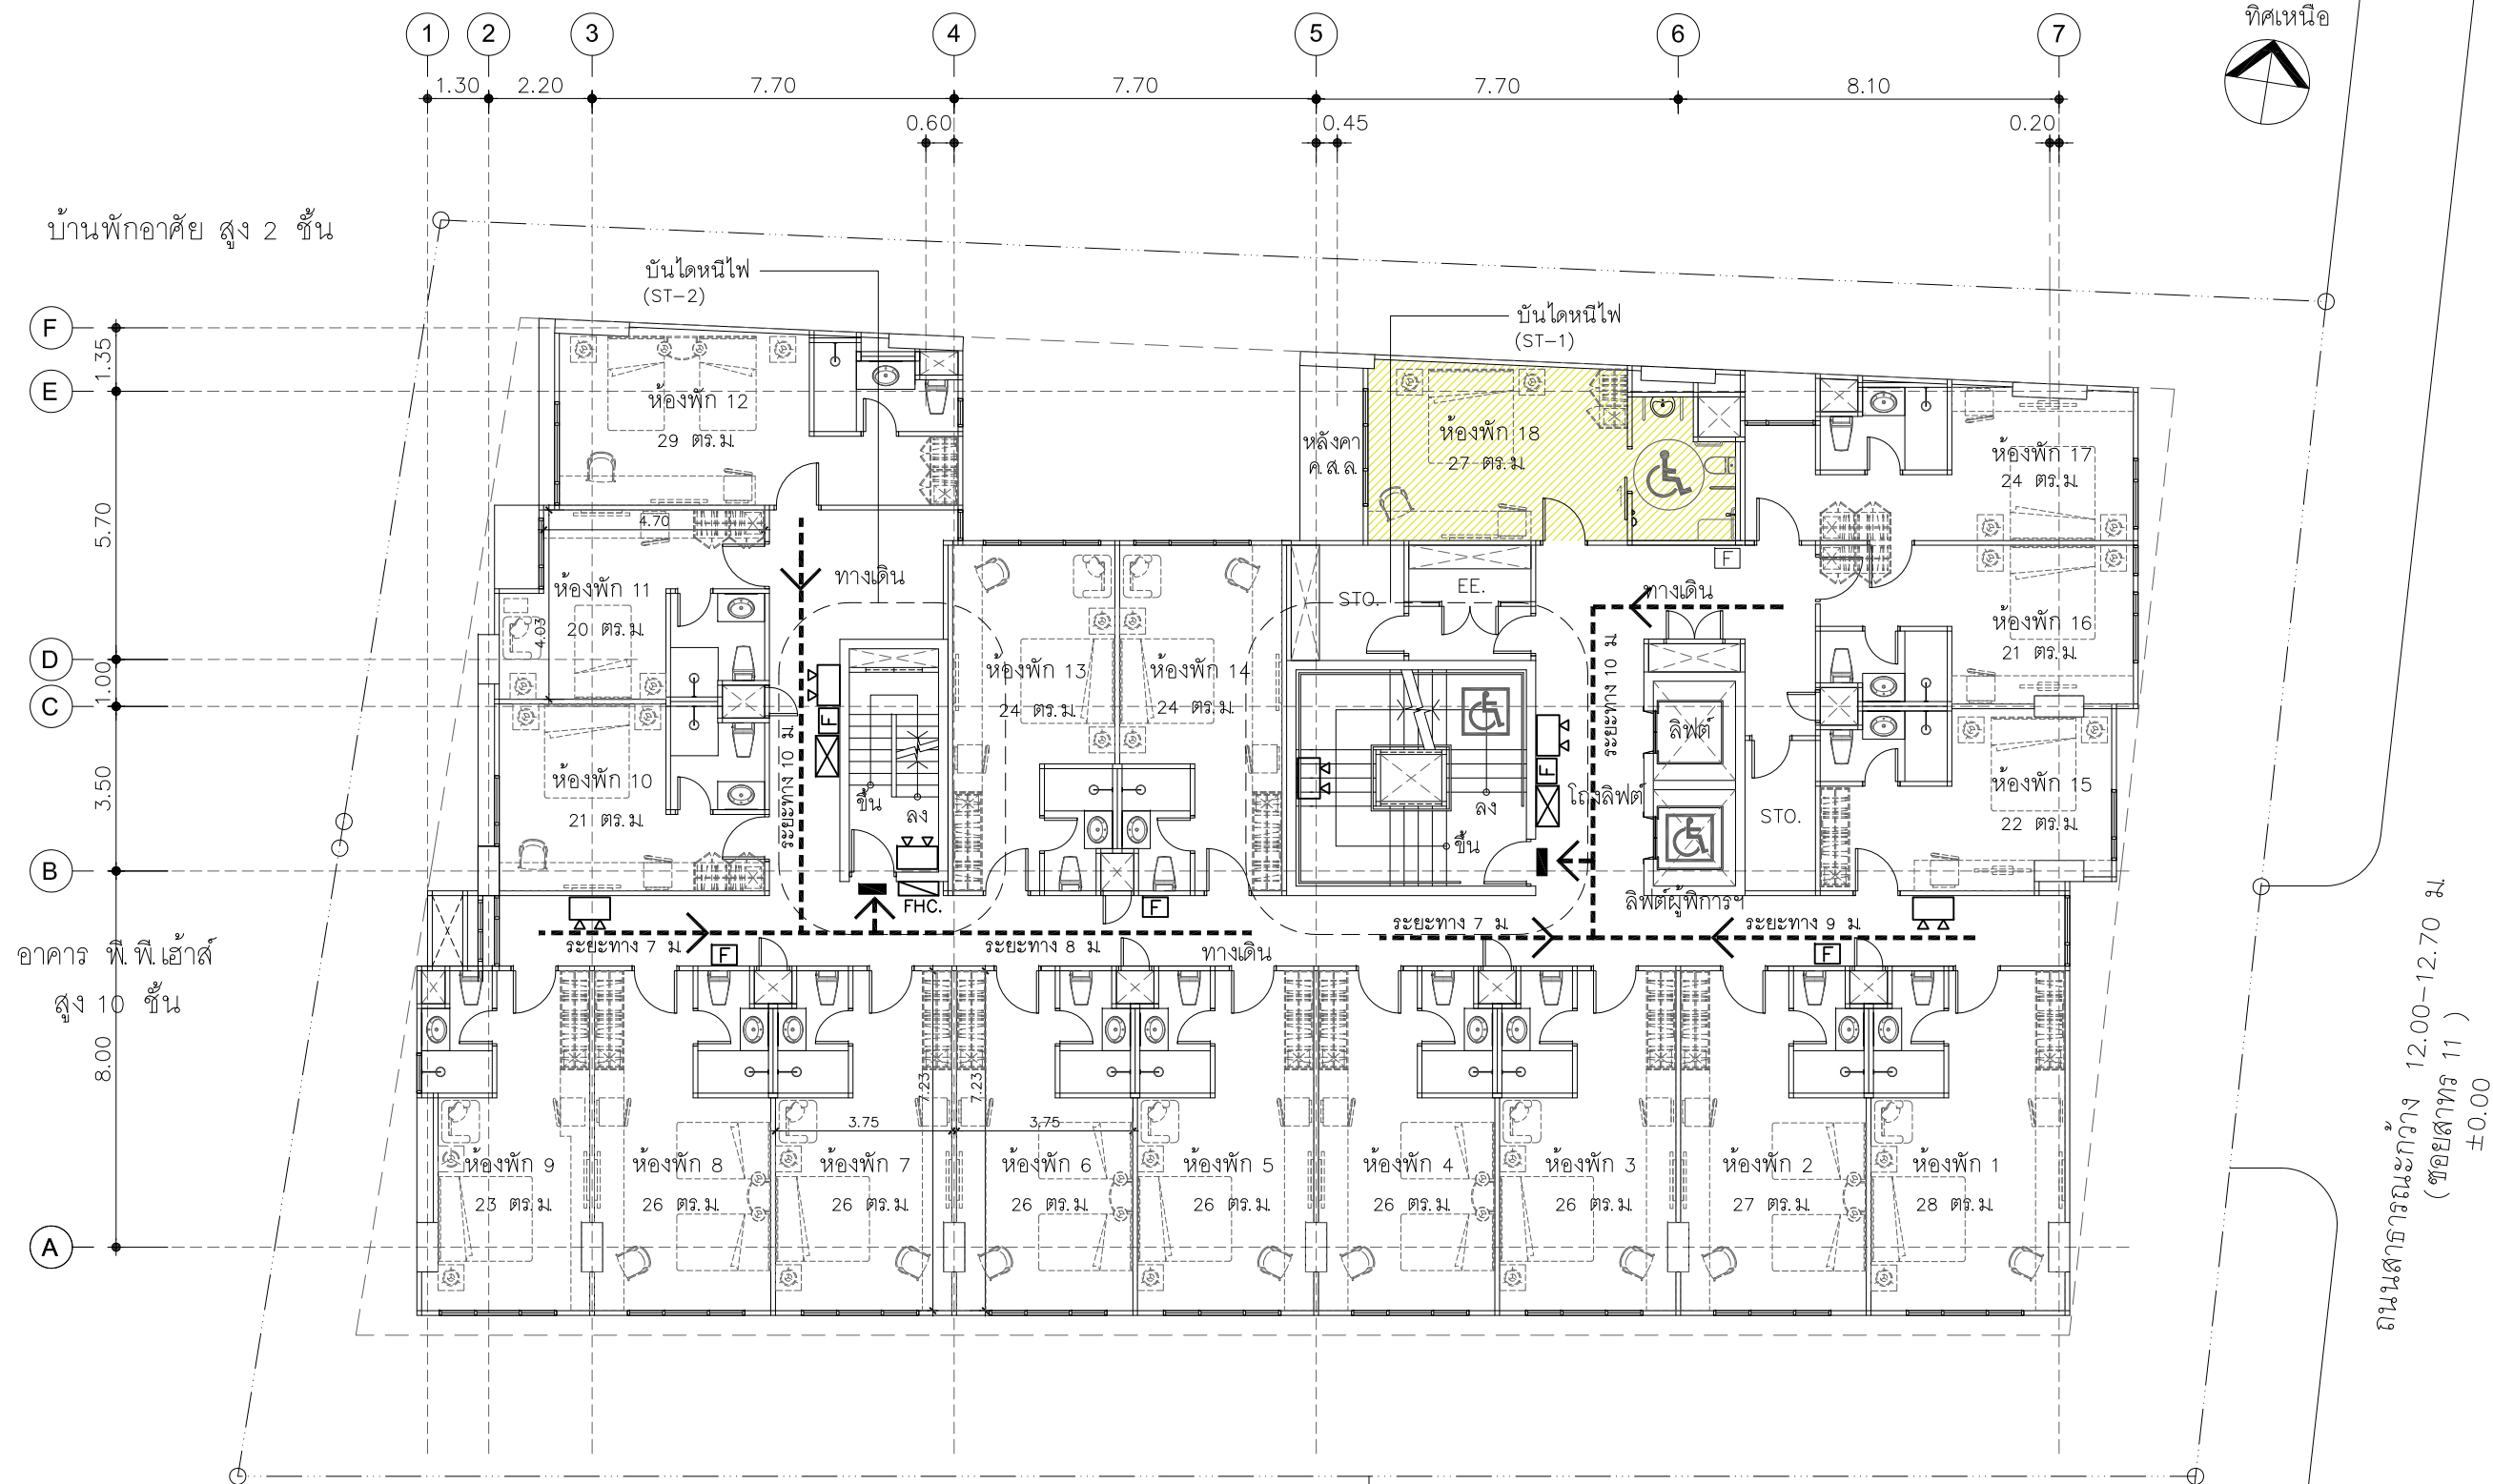 ทิศเหนือ
1 2 3 4 5 6 7
1.30 2.20 7.70 7.70 7.70 8.10
0.60 0.45 0.20
บ้านพักอาศัย สูง 2 ชั้น
บันไดหนีไฟ
(ST-2)
บันไดหนีไฟ
(ST-1)
F
1.35
E
5.70
D
1.00
C
3.50
B
8.00
A
ห้องพัก 12
29 ตร.ม.
หลังคา
ค.ส.ล.
ห้องพัก 18
27 ตร.ม.
ห้องพัก 17
24 ตร.ม.
4.70
ทางเดิน
ห้องพัก 11
20 ตร.ม.
4.03
STO.
EE.
F
ทางเดิน
ห้องพัก 16
21 ตร.ม.
ห้องพัก 13
24 ตร.ม.
ห้องพัก 14
24 ตร.ม.
ระยะทาง 10 ม.
ระยะทาง 10 ม.
F
F
ลิฟต์
ห้องพัก 10
21 ตร.ม.
ขึ้น
ลง
ลง
ขึ้น
โถงลิฟต์
STO.
ห้องพัก 15
22 ตร.ม.
FHC.
F
ลิฟต์ผู้พิการฯ
ระยะทาง 7 ม.
ระยะทาง 8 ม.
ระยะทาง 7 ม.
ระยะทาง 9 ม.
F
ทางเดิน
F
อาคาร พี.พี.เฮ้าส์
สูง 10 ชั้น
7.23
7.23
3.75
3.75
ห้องพัก 9
23 ตร.ม.
ห้องพัก 8
26 ตร.ม.
ห้องพัก 7
26 ตร.ม.
ห้องพัก 6
26 ตร.ม.
ห้องพัก 5
26 ตร.ม.
ห้องพัก 4
26 ตร.ม.
ห้องพัก 3
26 ตร.ม.
ห้องพัก 2
27 ตร.ม.
ห้องพัก 1
28 ตร.ม.
ถนนสาธารณะกว้าง 12.00-12.70 ม.
(ซอยสาทร 11 )
±0.00